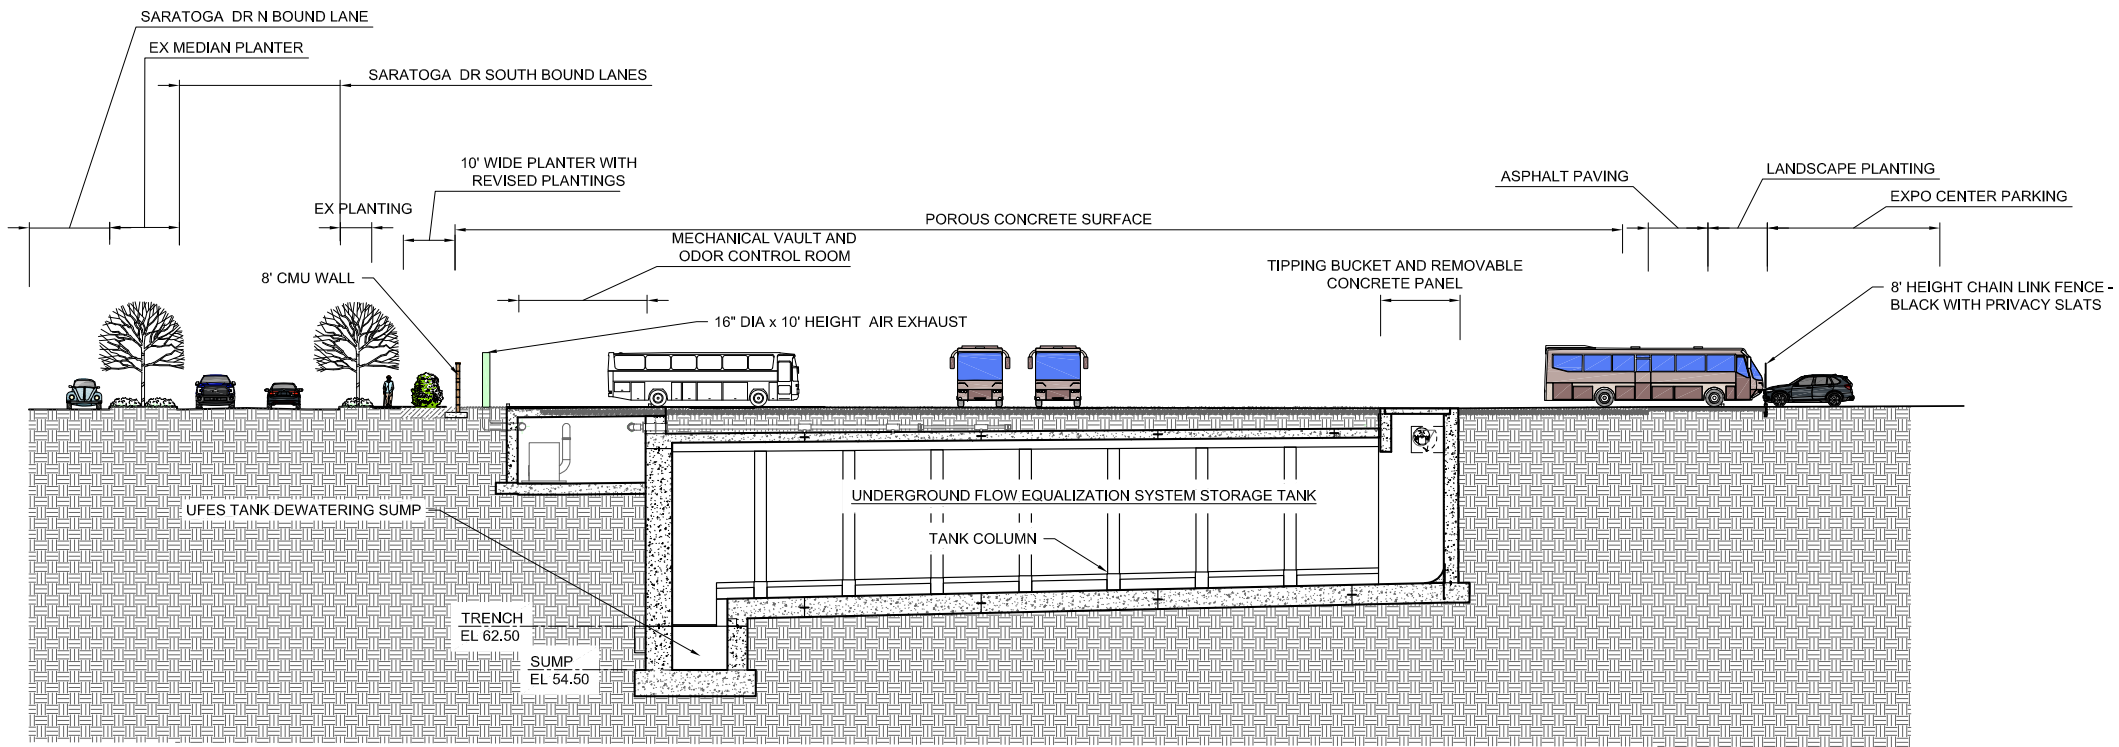 SARATOGA  DR N BOUND LANE
EX MEDIAN PLANTER
SARATOGA  DR SOUTH BOUND LANES
10' WIDE PLANTER WITH
REVISED PLANTINGS
EX PLANTING
POROUS CONCRETE SURFACE
ASPHALT PAVING
LANDSCAPE PLANTING
EXPO CENTER PARKING
MECHANICAL VAULT AND
ODOR CONTROL ROOM
8' CMU WALL
TIPPING BUCKET AND REMOVABLE
CONCRETE PANEL
8' HEIGHT CHAIN LINK FENCE -
BLACK WITH PRIVACY SLATS
16" DIA x 10' HEIGHT  AIR EXHAUST
UNDERGROUND FLOW EQUALIZATION SYSTEM STORAGE TANK
UFES TANK DEWATERING SUMP
TANK COLUMN
TRENCH
EL 62.50
SUMP
EL 54.50